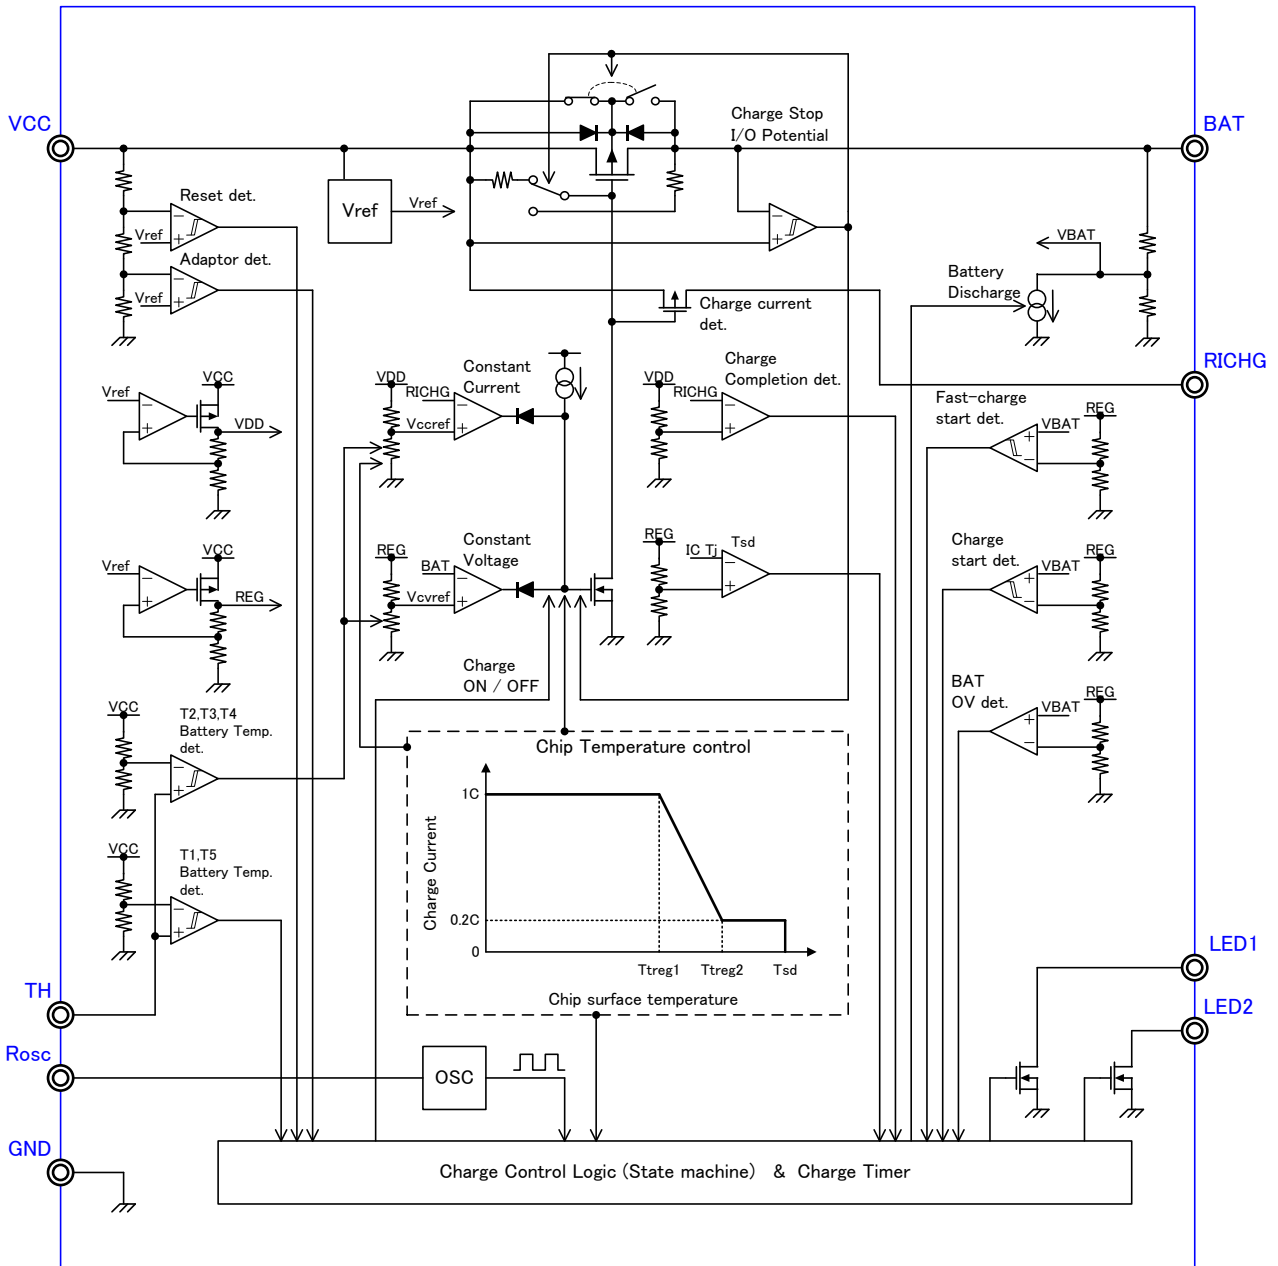 VCC
BAT
Charge Stop
I/O Potential
Reset det.
Vref
Vref
Vref
Adaptor det.
Vref
VBAT
Battery
Discharge
Charge current
det.
RICHG
VCC
Vref
VDD
VDD
RICHG
Constant
Current
Vccref
VDD
RICHG
Charge
Completion det.
Fast-charge
start det.
REG
VBAT
VCC
Vref
REG
REG
BAT
Constant
Voltage
Vcvref
REG
IC Tj
Tsd
Charge
start det.
REG
VBAT
Charge
ON / OFF
BAT
OV det.
REG
VBAT
VCC
T2,T3,T4
Battery Temp.
det.
VCC
T1,T5
Battery Temp.
det.
Chip Temperature control
1C
Charge Current
0.2C
0
Ttreg1
Ttreg2
Tsd
Chip surface temperature
LED1
LED2
TH
Rosc
OSC
GND
Charge Control Logic (State machine) & Charge Timer